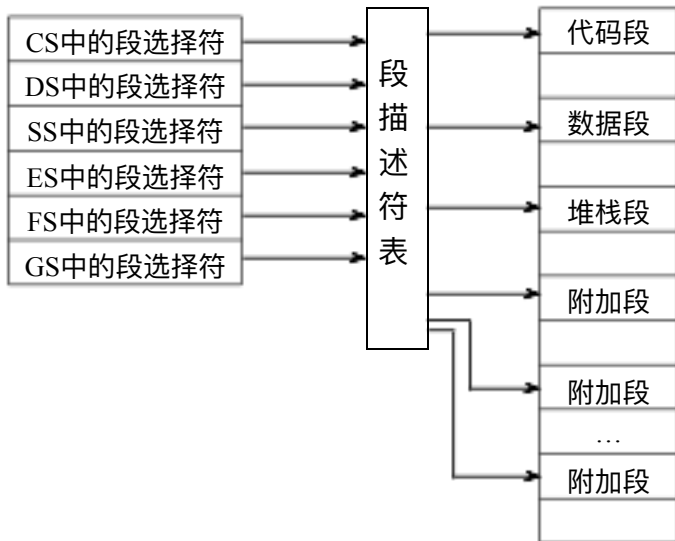 CS中的段选择符
DS中的段选择符
SS中的段选择符
ES中的段选择符
FS中的段选择符
GS中的段选择符
段描述符表
代码段
数据段
堆栈段
附加段
附加段
…
附加段